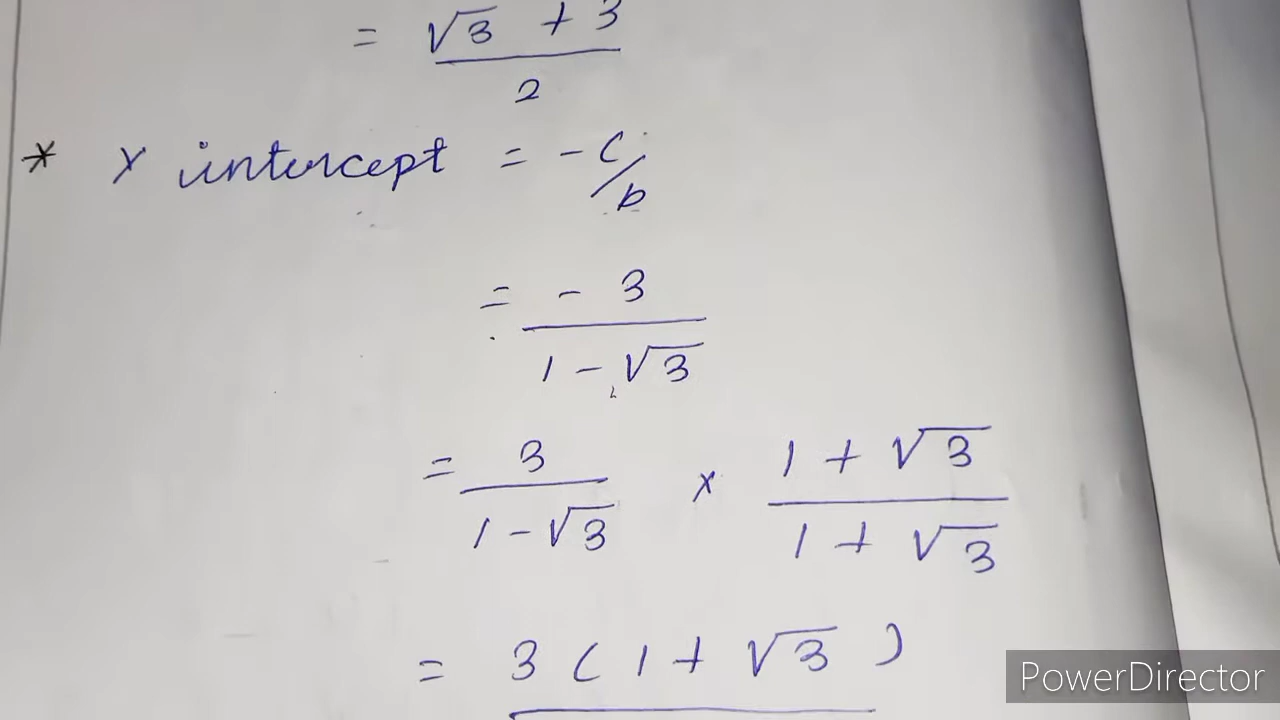 = √3 + 3 / 2
* Y intercept = - C/b
= - 3 / 1 - √3
= 3 / 1 - √3 × 1 + √3 / 1 + √3
= 3 ( 1 + √3 )
PowerDirector